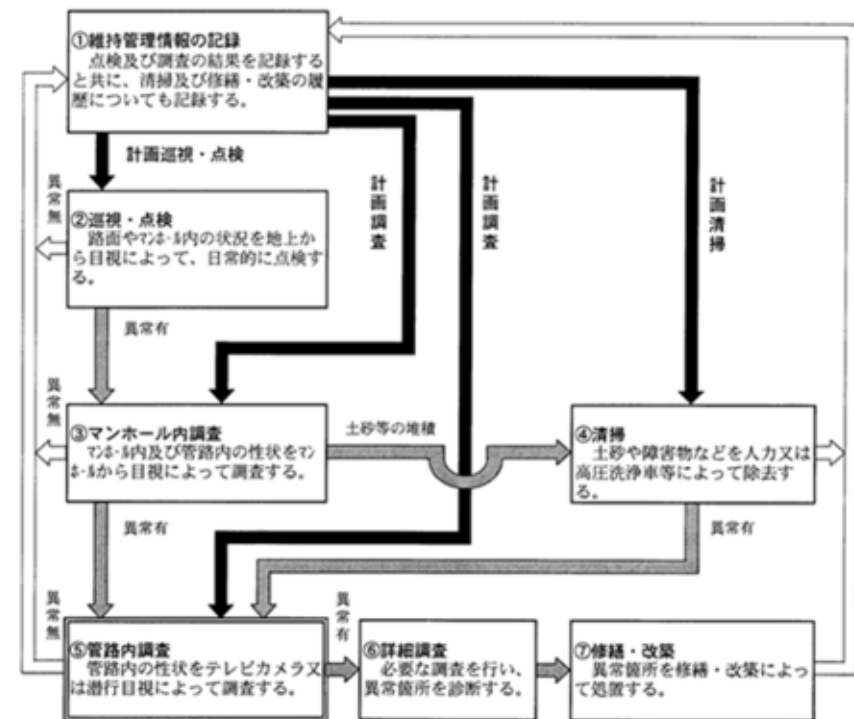 ①維持管理情報の記録
点検及び調査の結果を記録する
と共に、清掃及び修繕・改築の履
歴についても記録する。
計画巡視・点検
異常無
計画調査
計画調査
計画清掃
②巡視・点検
路面やﾏﾝﾎｰﾙ内の状況を地上か
ら目視によって、日常的に点検す
る。
異常有
異常無
③マンホール内調査
ﾏﾝﾎｰﾙ内及び管路内の性状をﾏﾝ
ﾎｰﾙから目視によって調査する。
土砂等の堆積
④清掃
土砂や障害物などを人力又は
高圧洗浄車等によって除去す
る。
異常有
異常有
異常無
⑤管路内調査
管路内の性状をテレビカメラ又
は潜行目視によって調査する。
異常有
⑥詳細調査
必要な調査を行い、
異常箇所を診断する。
⑦修繕・改築
異常箇所を修繕・改築によっ
て処置する。